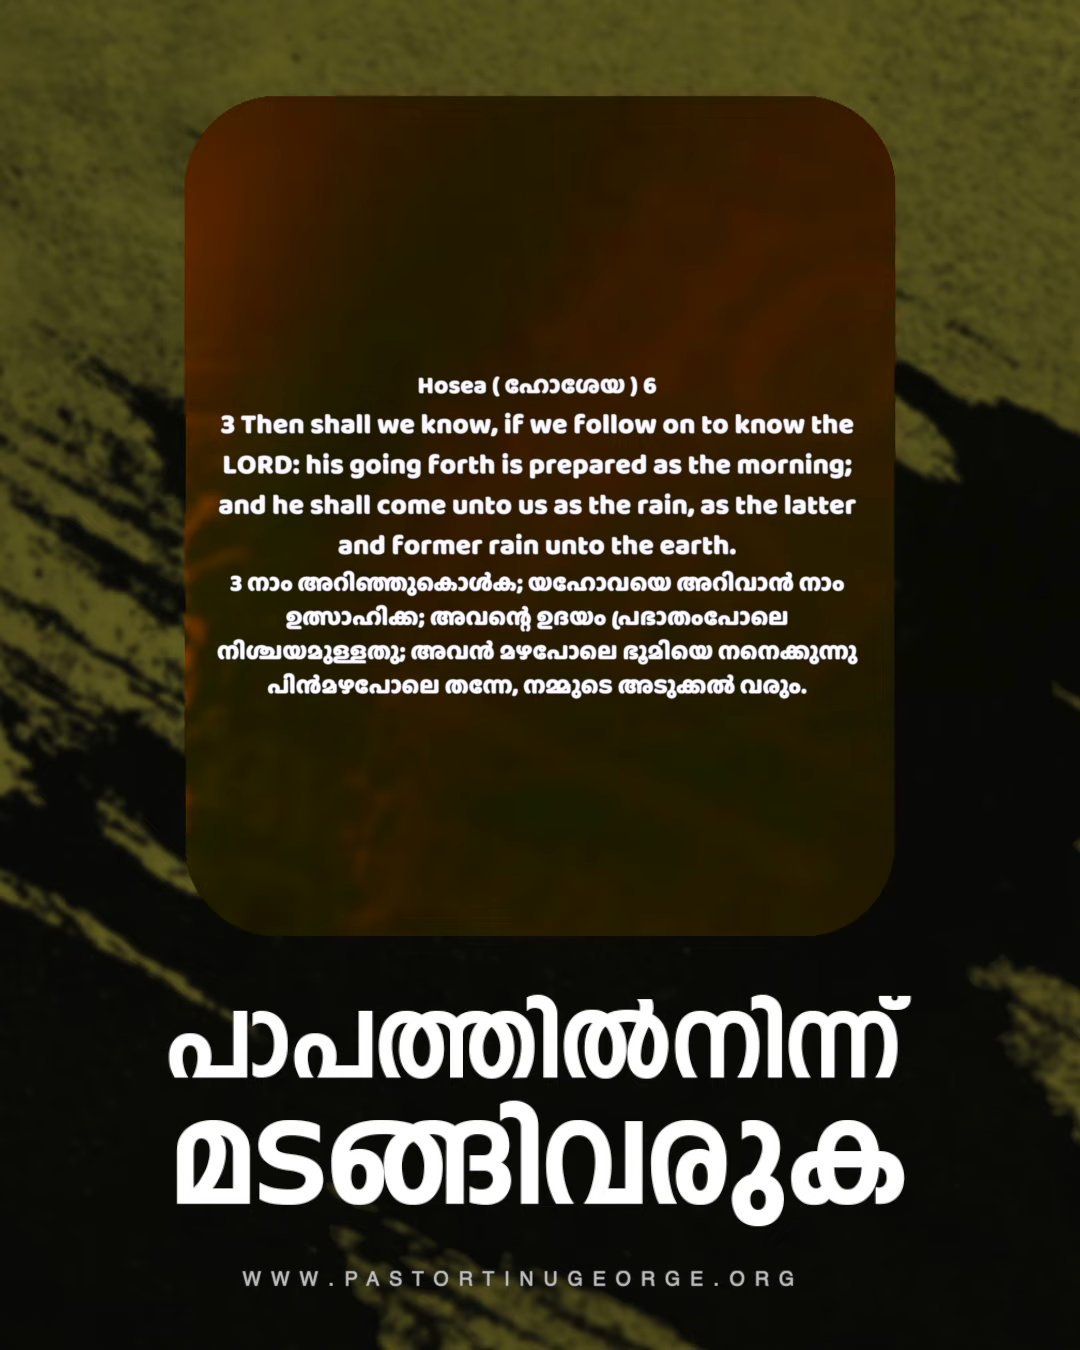 Hosea ( ഹോശേയ ) 6
3 Then shall we know, if we follow on to know the
LORD: his going forth is prepared as the morning;
and he shall come unto us as the rain, as the latter
and former rain unto the earth.
3 നാം അറിഞ്ഞുകൊൾക; യഹോവയെ അറിവാൻ നാം
ഉത്സാഹിക്ക; അവന്റെ ഉദയം പ്രഭാതംപോലെ
നിശ്ചയമുള്ളതു; അവൻ മഴപോലെ ഭൂമിയെ നനെക്കുന്നു
പിൻമഴപോലെ തന്നേ, നമ്മുടെ അടുക്കൽ വരും.
പാപത്തിൽനിന്ന്
മടങ്ങിവരുക
WWW.PASTORTINUGEORGE.ORG